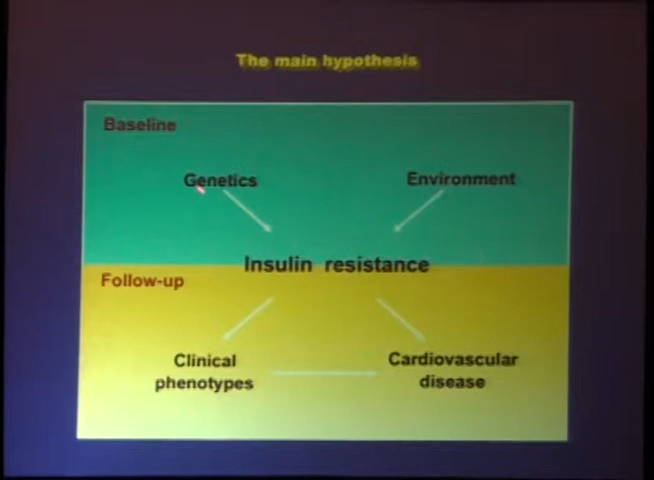 The main hypothesis
Baseline
Genetics
Environment
Insulin resistance
Follow-up
Clinical
phenotypes
Cardiovascular
disease